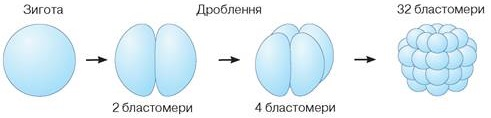 Зигота
Дроблення
32 бластомери
2 бластомери
4 бластомери